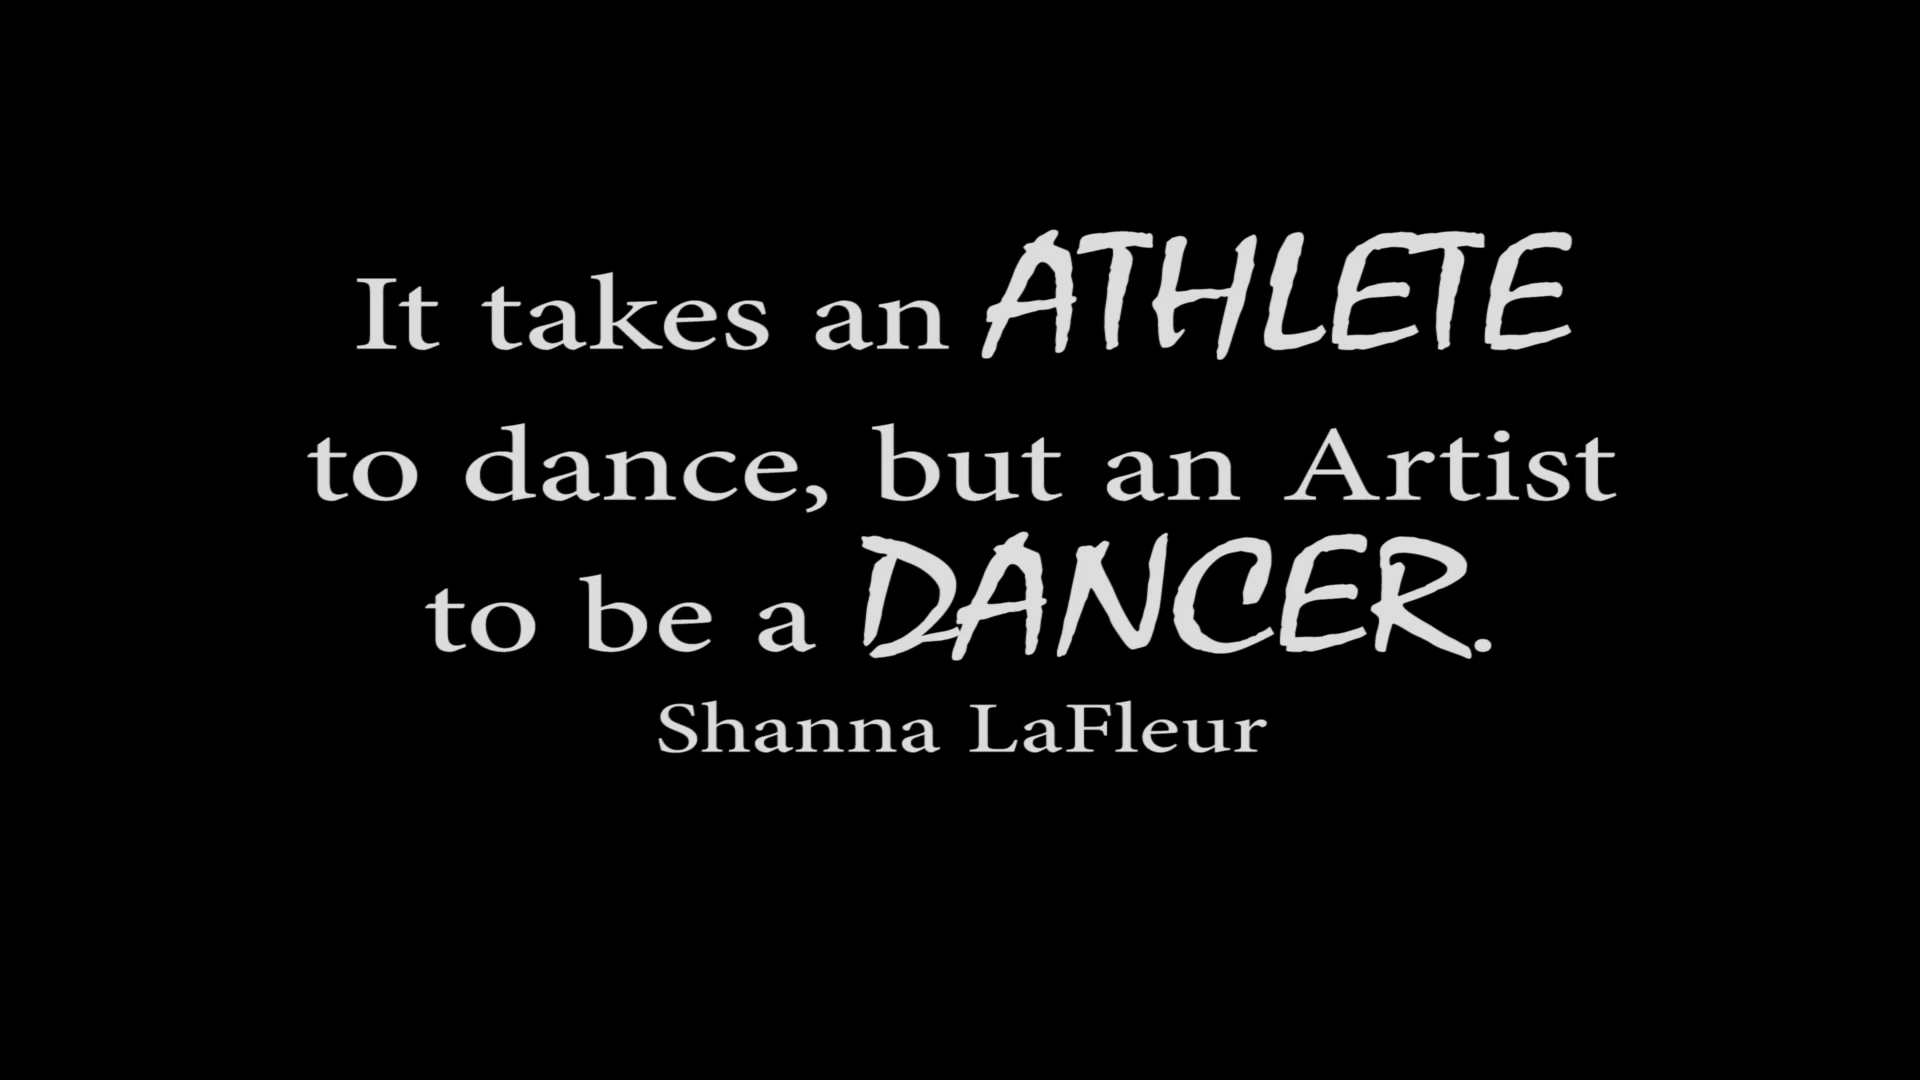 It takes an ATHLETE
to dance, but an Artist
to be a DANCER.
Shanna LaFleur